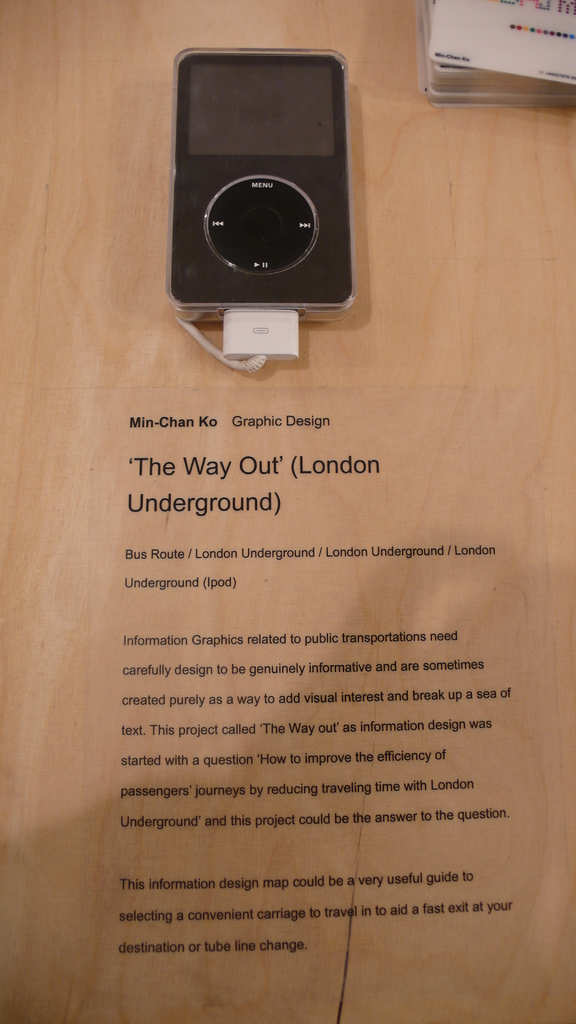 Min-Chan Ko
MENU
Min-Chan Ko Graphic Design
‘The Way Out’ (London
Underground)
Bus Route / London Underground / London Underground / London
Underground (Ipod)
Information Graphics related to public transportations need
carefully design to be genuinely informative and are sometimes
created purely as a way to add visual interest and break up a sea of
text. This project called ‘The Way out’ as information design was
started with a question ‘How to improve the efficiency of
passengers’ journeys by reducing traveling time with London
Underground’ and this project could be the answer to the question.
This information design map could be a very useful guide to
selecting a convenient carriage to travel in to aid a fast exit at your
destination or tube line change.